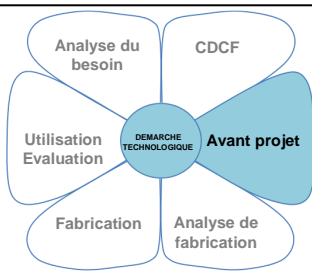 Analyse du
besoin
CDCF
Utilisation
Evaluation
DEMARCHE
TECHNOLOGIQUE
Avant projet
Fabrication
Analyse de
fabrication